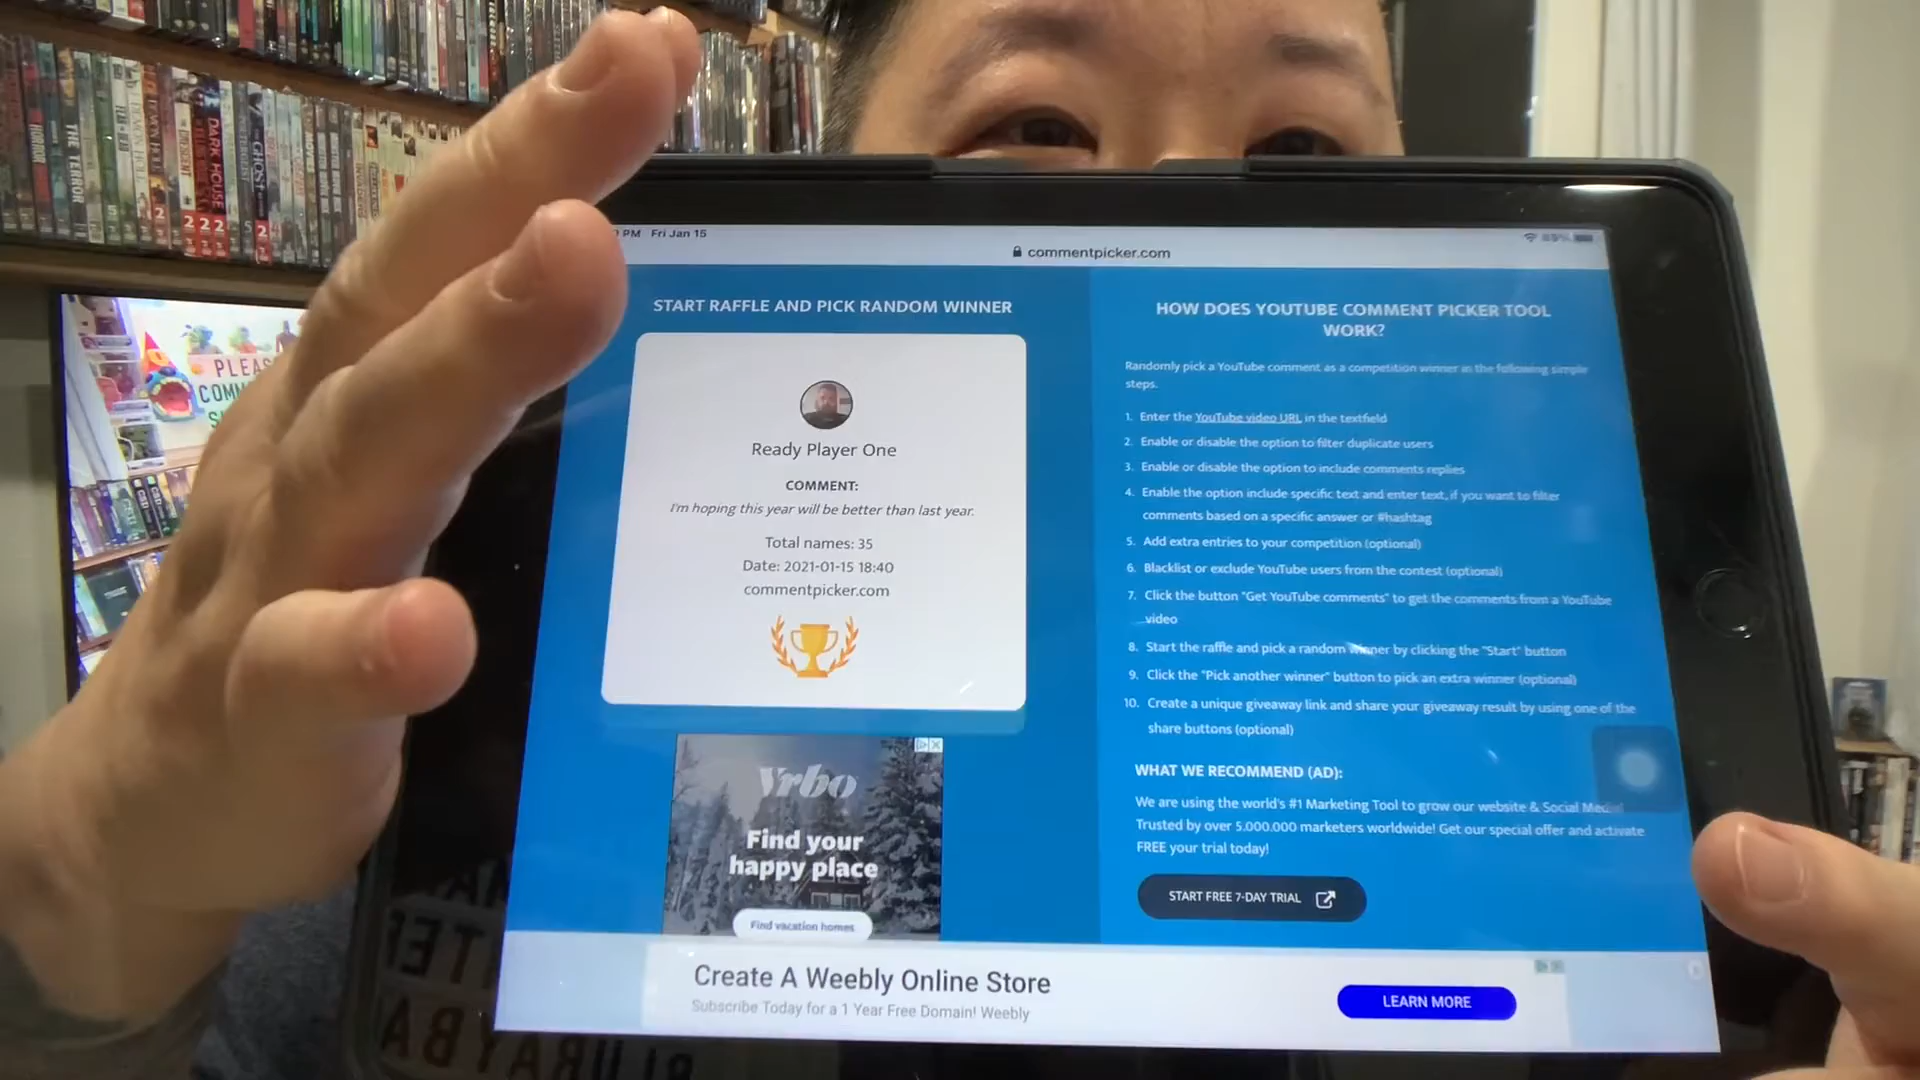 HORROR
THE TERROR
DARK HOUSE
GHOST
2
2 2 2
2
PLEAS
COMM
PM Fri Jan 15
commentpicker.com
START RAFFLE AND PICK RANDOM WINNER
Ready Player One
COMMENT:
I'm hoping this year will be better than last year.
Total names: 35
Date: 2021-01-15 18:40
commentpicker.com
Vrbo
Find your
happy place
Find vacation homes
HOW DOES YOUTUBE COMMENT PICKER TOOL
WORK?
Randomly pick a YouTube comment as a competition winner in the following simple
steps.
1. Enter the YouTube video URL in the textfield
2. Enable or disable the option to filter duplicate users
3. Enable or disable the option to include comments replies
4. Enable the option include specific text and enter text, if you want to filter
comments based on a specific answer or #hashtag
5. Add extra entries to your competition (optional)
6. Blacklist or exclude YouTube users from the contest (optional)
7. Click the button "Get YouTube comments" to get the comments from a YouTube
video
8. Start the raffle and pick a random winner by clicking the "Start" button
9. Click the "Pick another winner" button to pick an extra winner (optional)
10. Create a unique giveaway link and share your giveaway result by using one of the
share buttons (optional)
WHAT WE RECOMMEND (AD):
We are using the world's #1 Marketing Tool to grow our website & Social Media!
Trusted by over 5.000.000 marketers worldwide! Get our special offer and activate
FREE your trial today!
START FREE 7-DAY TRIAL
Create A Weebly Online Store
Subscribe Today for a 1 Year Free Domain! Weebly
LEARN MORE